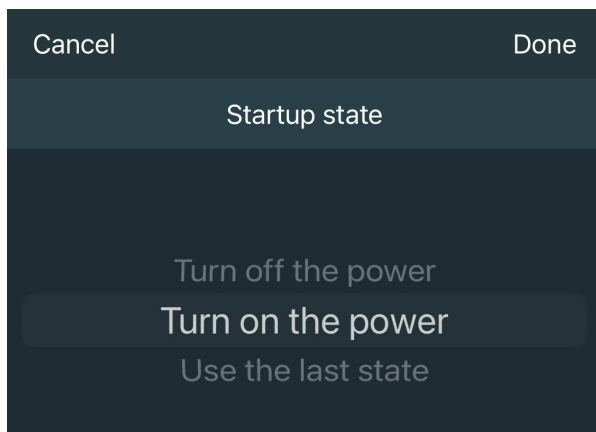 Cancel
Done
Startup state
Turn off the power
Turn on the power
Use the last state